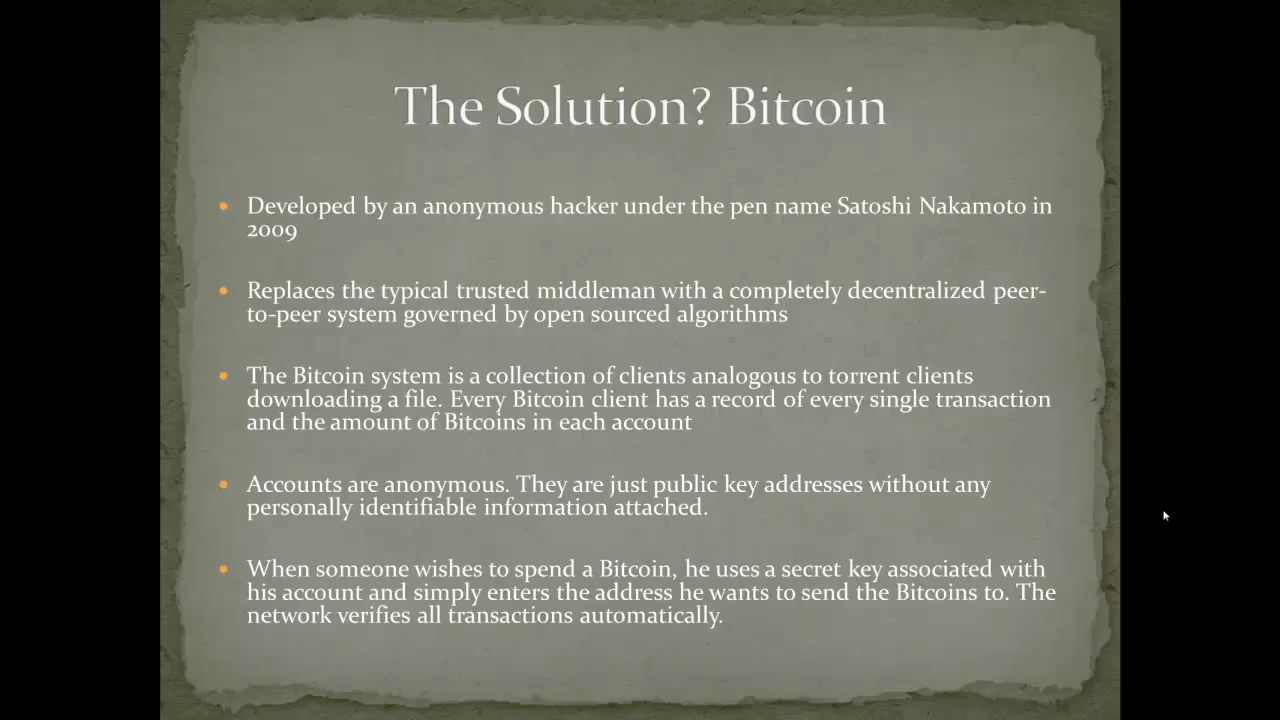 The Solution? Bitcoin
Developed by an anonymous hacker under the pen name Satoshi Nakamoto in
2009
Replaces the typical trusted middleman with a completely decentralized peer-
to-peer system governed by open sourced algorithms
The Bitcoin system is a collection of clients analogous to torrent clients
downloading a file. Every Bitcoin client has a record of every single transaction
and the amount of Bitcoins in each account
Accounts are anonymous. They are just public key addresses without any
personally identifiable information attached.
When someone wishes to spend a Bitcoin, he uses a secret key associated with
his account and simply enters the address he wants to send the Bitcoins to. The
network verifies all transactions automatically.